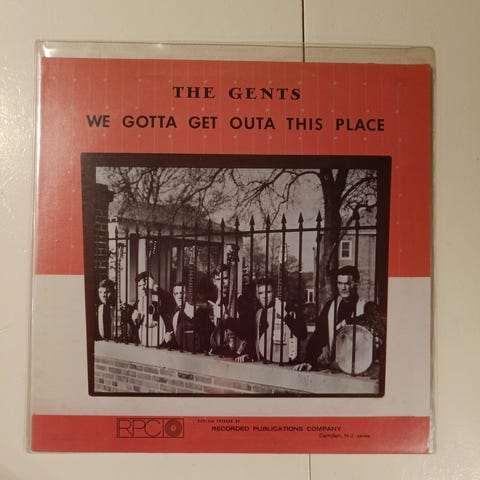 THE GENTS
WE GOTTA GET OUTA THIS PLACE
RPC
RECORDED PUBLICATIONS COMPANY
Camden, N.J.